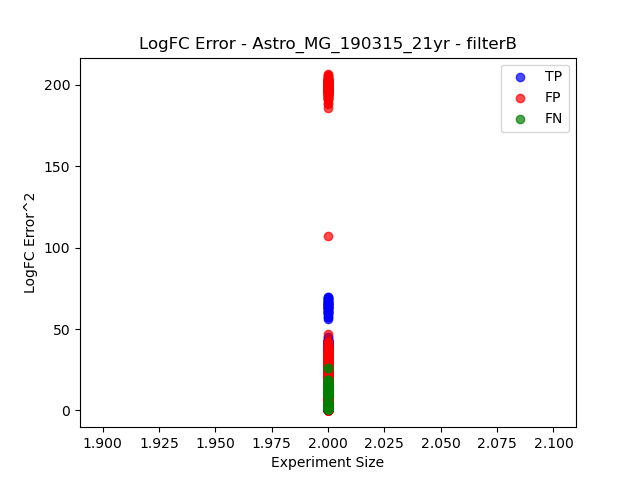 LogFC Error - Astro_MG_190315_21yr - filterB
TP
FP
FN
200
150
100
50
0
LogFC Error^2
1.900 1.925 1.950 1.975 2.000 2.025 2.050 2.075 2.100
Experiment Size